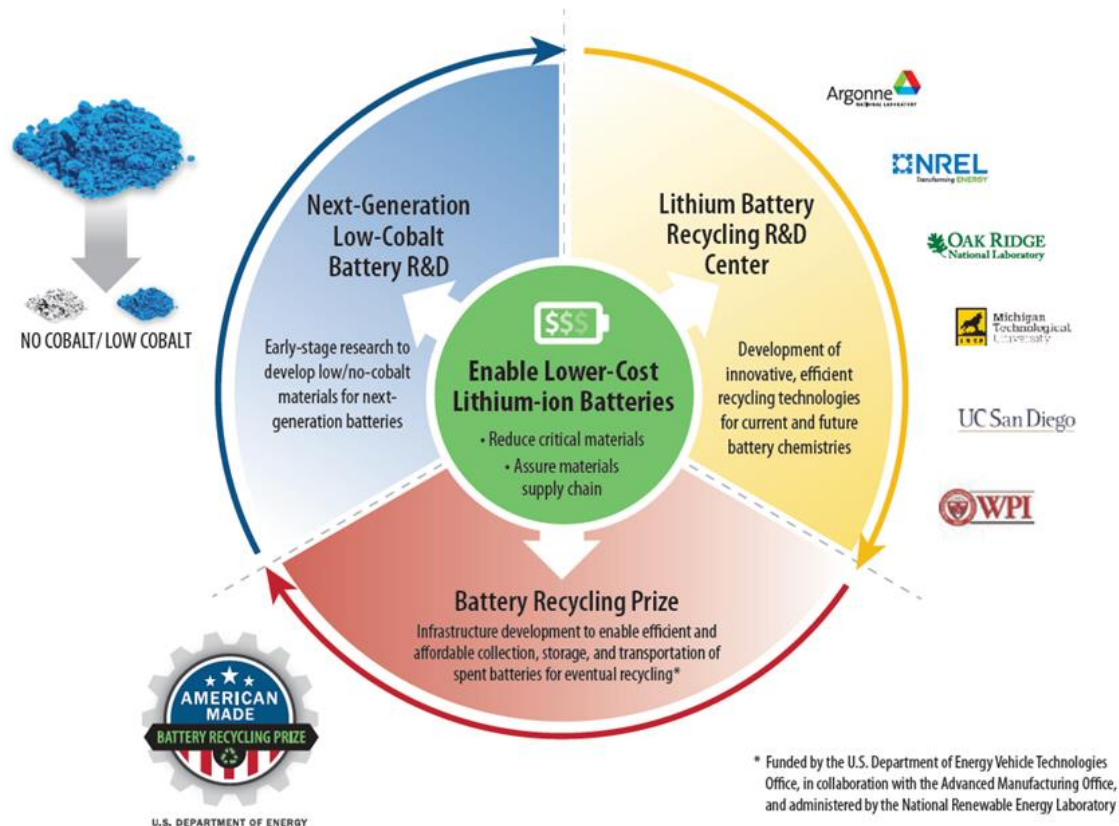 NO COBALT/ LOW COBALT
Next-Generation
Low-Cobalt
Battery R&D
Early-stage research to
develop low/no-cobalt
materials for next-
generation batteries
Lithium Battery
Recycling R&D
Center
Development of
innovative, efficient
recycling technologies
for current and future
battery chemistries
$$$
Enable Lower-Cost
Lithium-ion Batteries
• Reduce critical materials
• Assure materials
supply chain
Battery Recycling Prize
Infrastructure development to enable efficient and
affordable collection, storage, and transportation of
spent batteries for eventual recycling*
Argonne
NATIONAL LABORATORY
NREL
Transforming ENERGY
OAK RIDGE
National Laboratory
Michigan
Technological
University
UC San Diego
WPI
AMERICAN
MADE
BATTERY RECYCLING PRIZE
U.S. DEPARTMENT OF ENERGY
* Funded by the U.S. Department of Energy Vehicle Technologies
Office, in collaboration with the Advanced Manufacturing Office,
and administered by the National Renewable Energy Laboratory